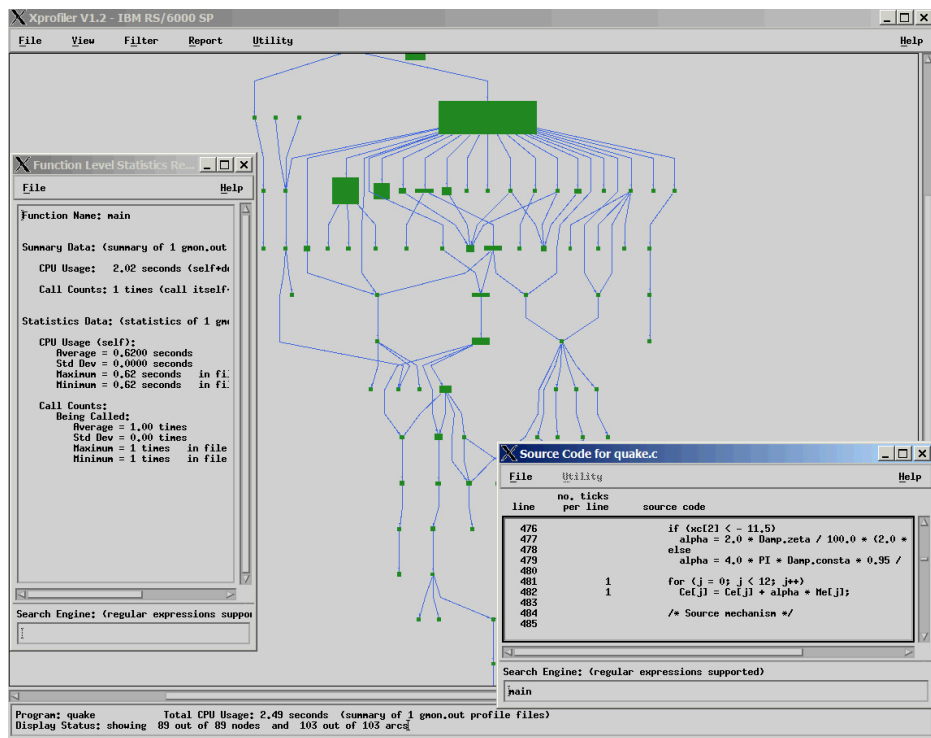 Xprofiler V1.2 - IBM RS/6000 SP
File View Filter Report Utility Help
Function Level Statistics Re...
File Help
Function Name: main
Summary Data: (summary of 1 gmon.out
CPU Usage: 2.02 seconds (self+d
Call Counts: 1 times (call itself
Statistics Data: (statistics of 1 gm
CPU Usage (self):
Average = 0.6200 seconds
Std Dev = 0.0000 seconds
Maximum = 0.62 seconds in fi
Minimum = 0.62 seconds in fi
Call Counts:
Being Called:
Average = 1.00 times
Std Dev = 0.00 times
Maximum = 1 times in file
Minimum = 1 times in file
Search Engine: (regular expressions suppo
Source Code for quake.c
File Utility Help
no. ticks
line per line source code
476 if (xc[2] < - 11.5)
477 alpha = 2.0 * Damp.zeta / 100.0 * (2.0 *
478 else
479 alpha = 4.0 * PI * Damp.consta * 0.95 /
480
481 1 for (j = 0; j < 12; j++)
482 1 Ce[j] = Ce[j] + alpha * Me[j];
483
484 /* Source mechanism */
485
Search Engine: (regular expressions supported)
main
Program: quake Total CPU Usage: 2.49 seconds (summary of 1 gmon.out profile files)
Display Status: showing 89 out of 89 nodes and 103 out of 103 arcs